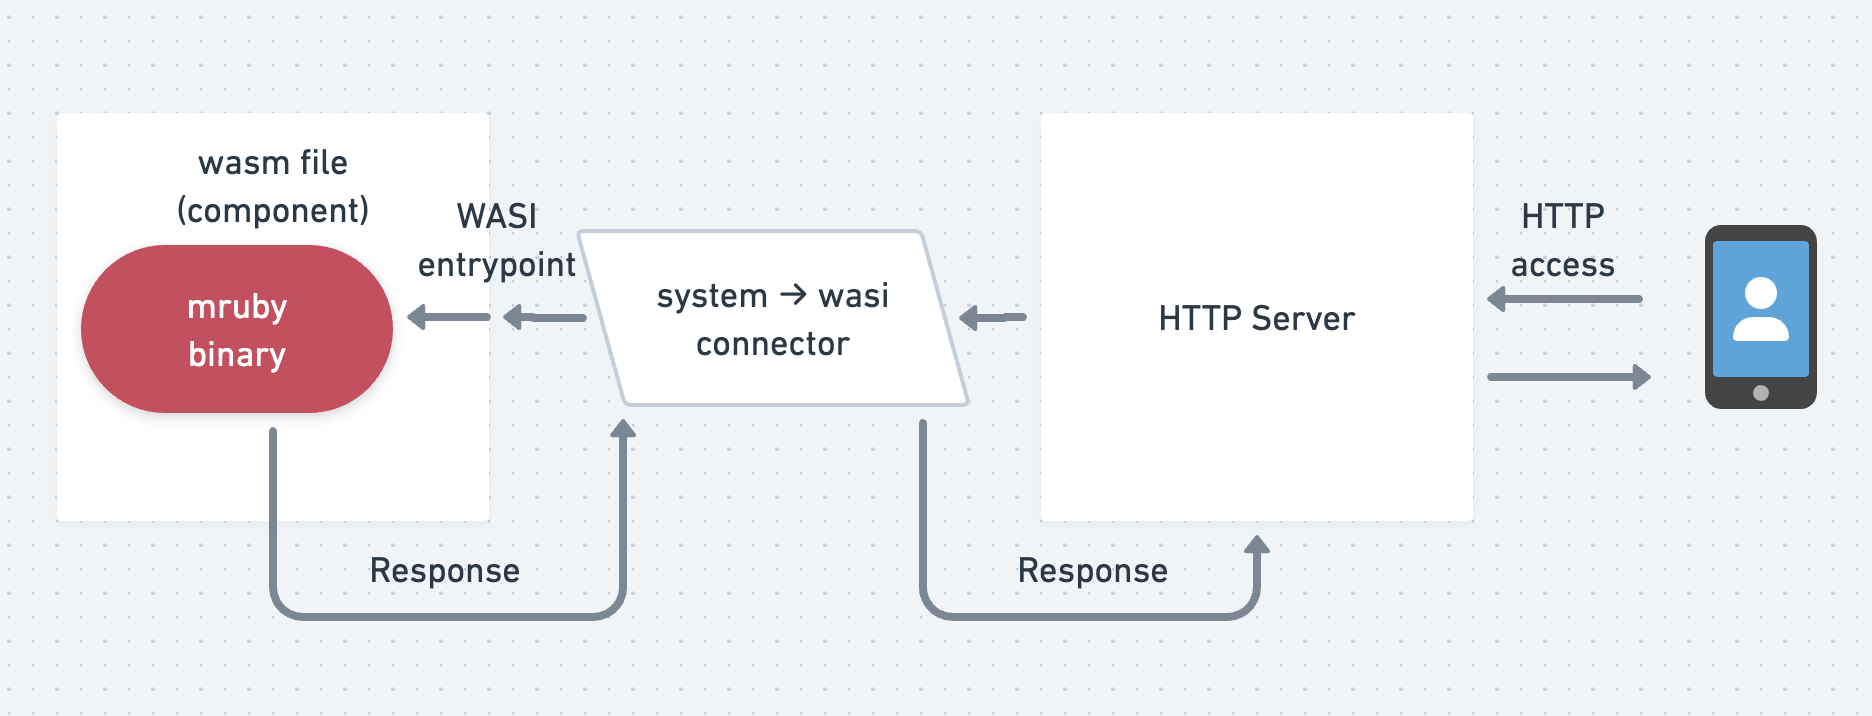 wasm file
(component)
mruby
binary
WASI
entrypoint
system → wasi
connector
HTTP Server
HTTP
access
Response
Response